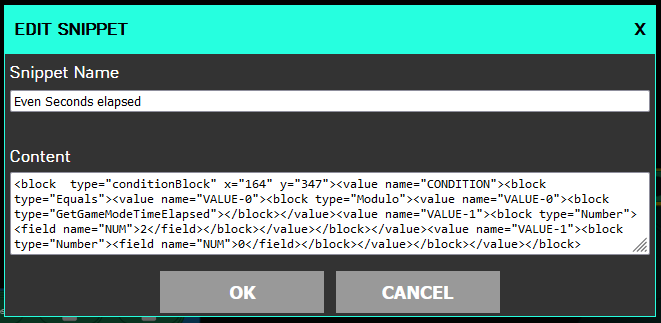 EDIT SNIPPET X
Snippet Name
Even Seconds elapsed
Content
<block  type="conditionBlock" x="164" y="347"><value name="CONDITION"><block
type="Equals"><value name="VALUE-0"><block type="Modulo"><value name="VALUE-0"><block
type="GetGameModeTimeElapsed"></block></value><value name="VALUE-1"><block type="Number">
<field name="NUM">2</field></block></value></block></value><value name="VALUE-1"><block
type="Number"><field name="NUM">0</field></block></value></block></value></block>
OK CANCEL